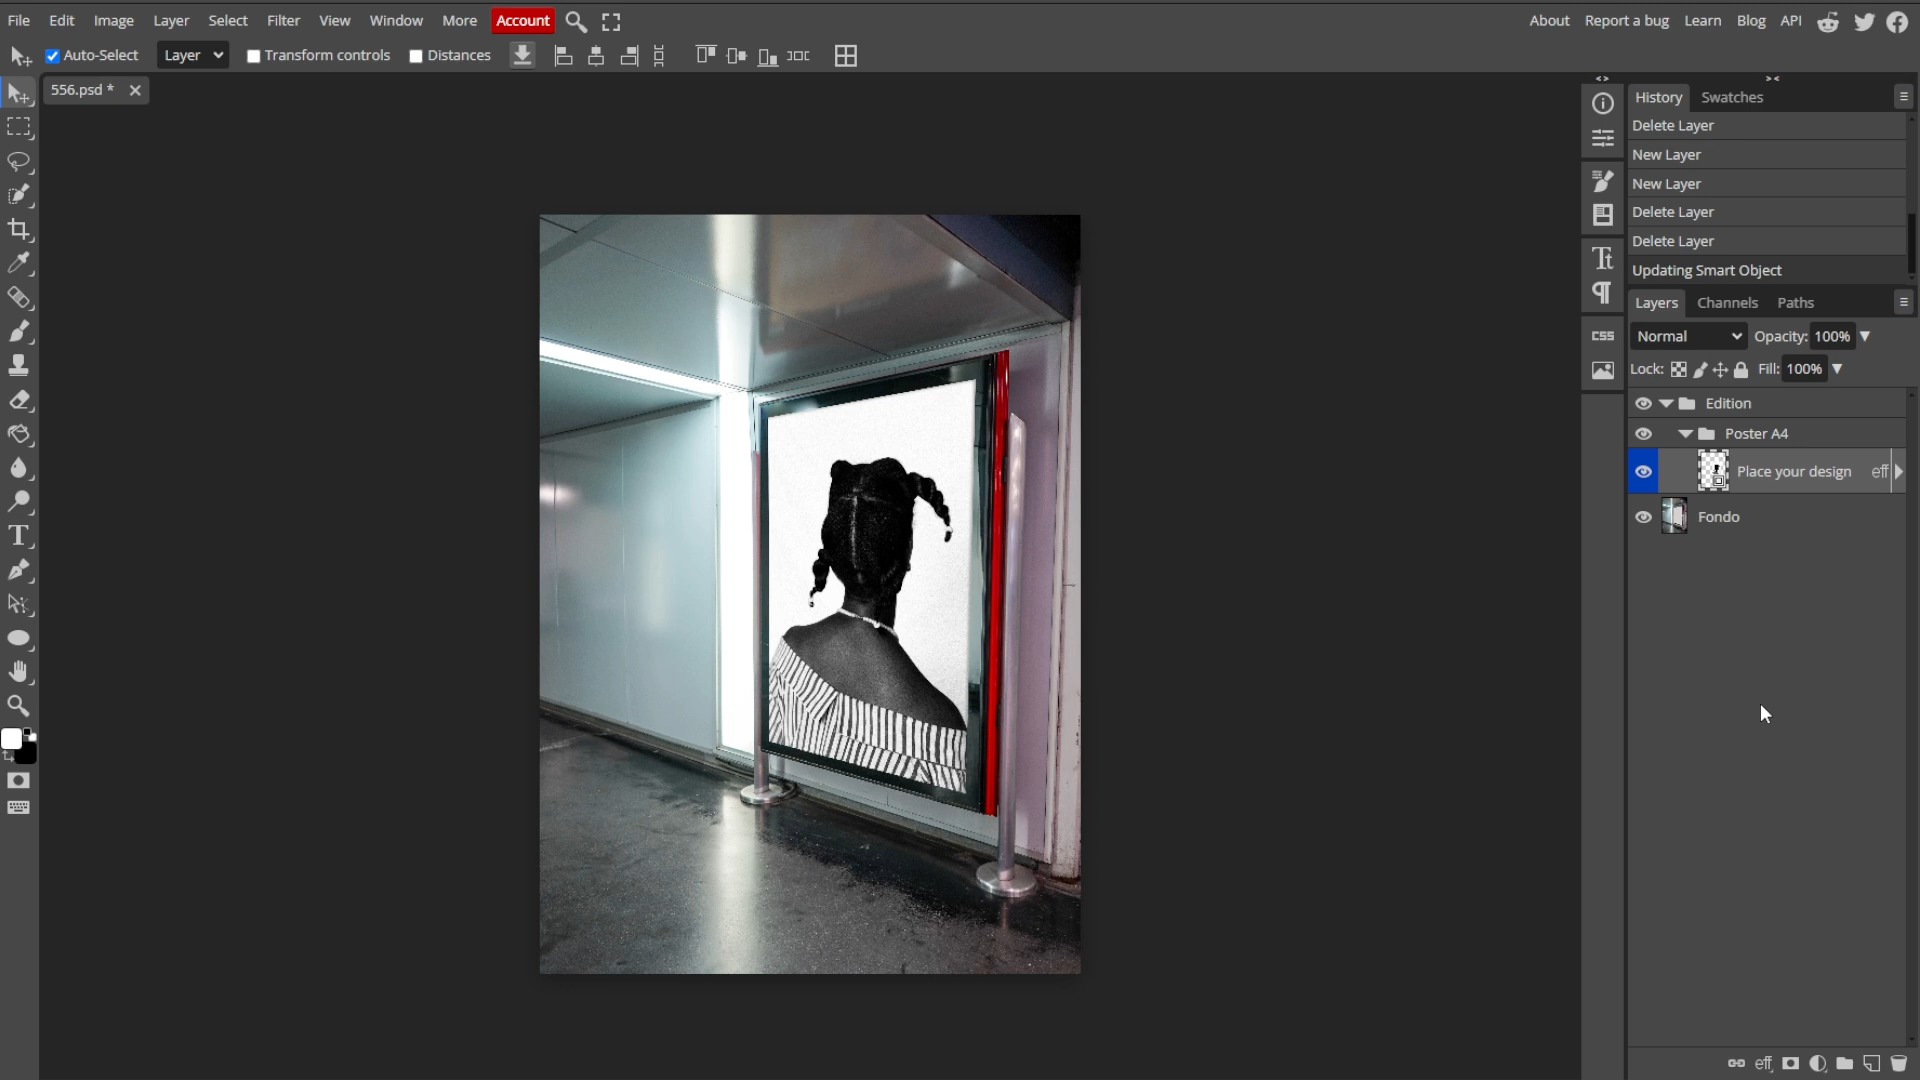 File Edit Image Layer Select Filter View Window More Account About Report a bug Learn Blog API
Auto-Select Layer Transform controls Distances
556.psd *
History Swatches
Delete Layer
New Layer
New Layer
Delete Layer
Delete Layer
Updating Smart Object
Layers Channels Paths
Normal Opacity: 100%
Lock: Fill: 100%
Edition
Poster A4
Place your design eff
Fondo
CSS
eff